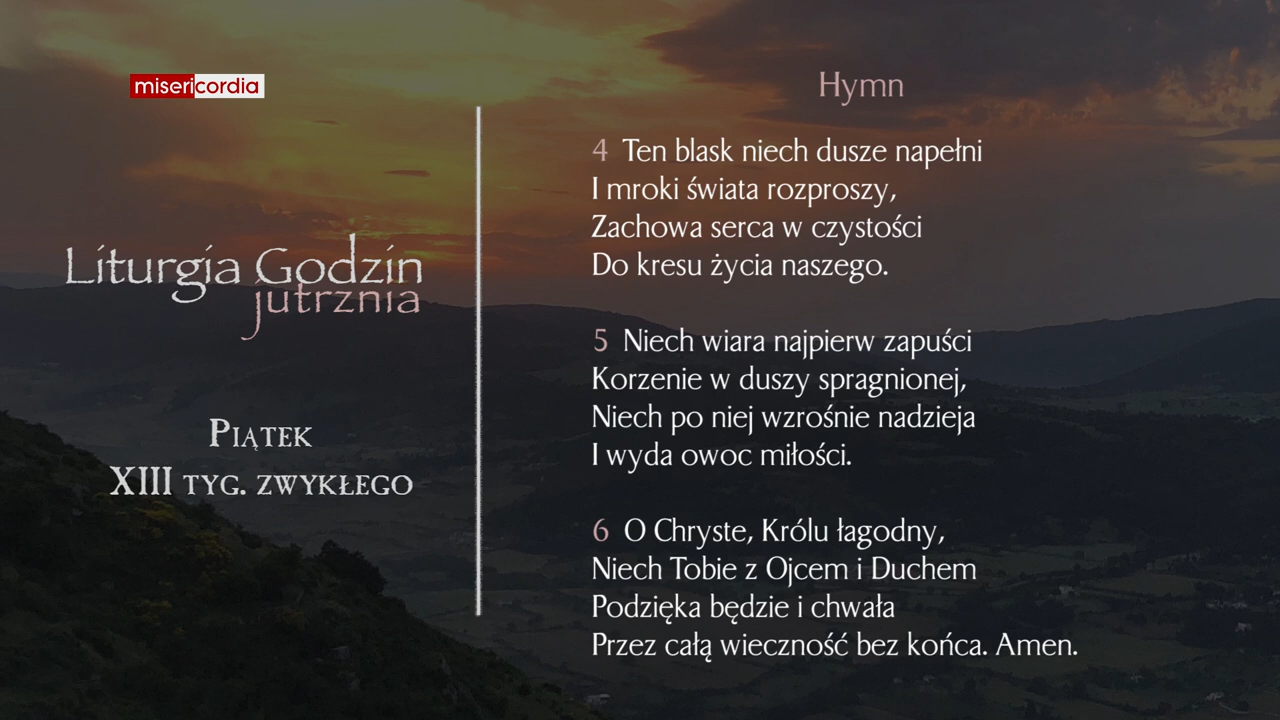 misericordia
Liturgia Godzin
jutrznia
Piątek
XIII tyg. zwykłego
Hymn
4 Ten blask niech dusze napełni
I mroki świata rozproszy,
Zachowa serca w czystości
Do kresu życia naszego.
5 Niech wiara najpierw zapuści
Korzenie w duszy spragnionej,
Niech po niej wzrośnie nadzieja
I wyda owoc miłości.
6 O Chryste, Królu łagodny,
Niech Tobie z Ojcem i Duchem
Podzięka będzie i chwała
Przez całą wieczność bez końca. Amen.